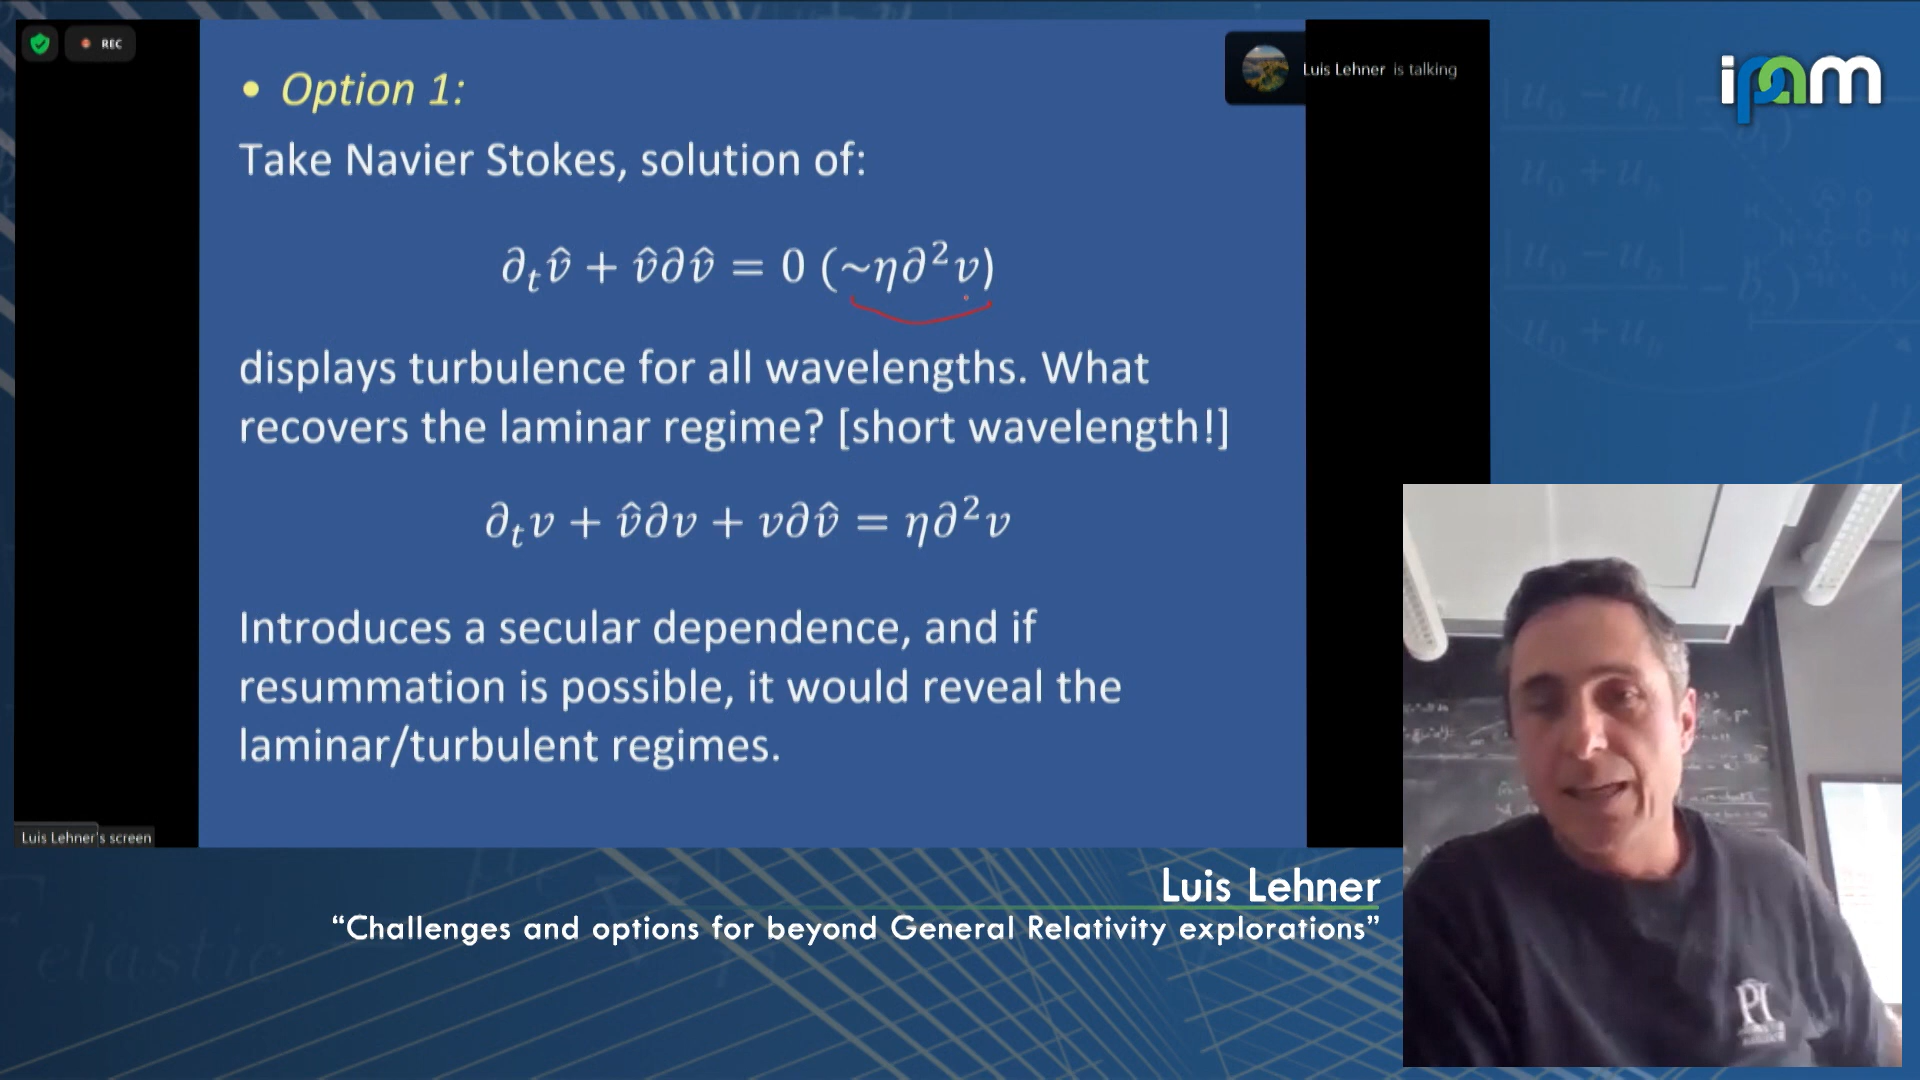 REC
Luis Lehner is talking
ipam
• Option 1:
Take Navier Stokes, solution of:
∂ₜv̂ + v̂∂v̂ = 0 (~η∂²v)
displays turbulence for all wavelengths. What
recovers the laminar regime? [short wavelength!]
∂ₜv + v̂∂v + v∂v̂ = η∂²v
Introduces a secular dependence, and if
resummation is possible, it would reveal the
laminar/turbulent regimes.
Luis Lehner's screen
Luis Lehner
“Challenges and options for beyond General Relativity explorations”
elastic
PI